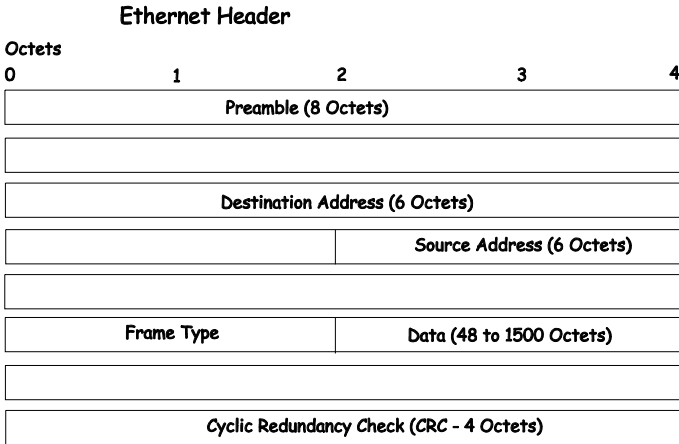 Ethernet Header
Octets
0 1 2 3 4
Preamble (8 Octets)
Destination Address (6 Octets)
Source Address (6 Octets)
Frame Type Data (48 to 1500 Octets)
Cyclic Redundancy Check (CRC - 4 Octets)